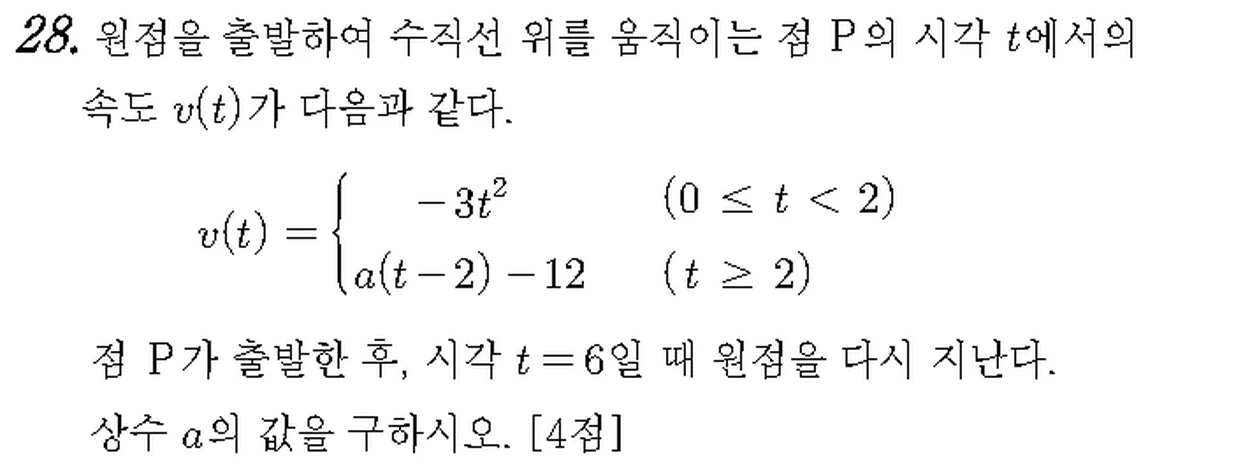 28. 원점을 출발하여 수직선 위를 움직이는 점 P의 시각 t에서의
속도 v(t)가 다음과 같다.
v(t) = { -3t² (0 ≤ t < 2)
a(t-2)-12 (t ≥ 2)
점 P가 출발한 후, 시각 t=6일 때 원점을 다시 지난다.
상수 a의 값을 구하시오. [4점]